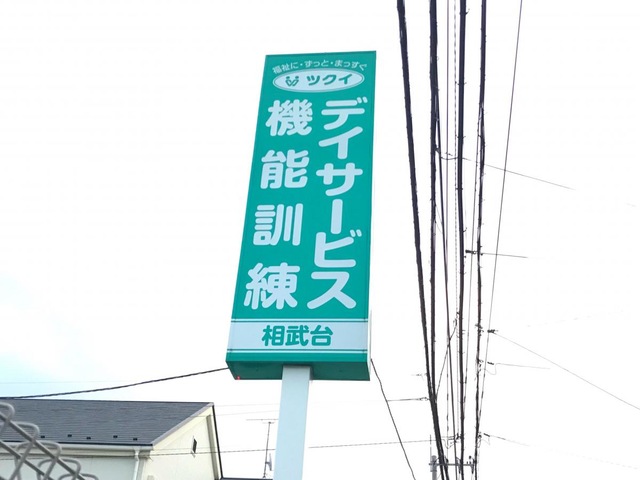 福祉に・ずっと・まっすぐ
ツクイ
デイサービス
機能訓練
相武台